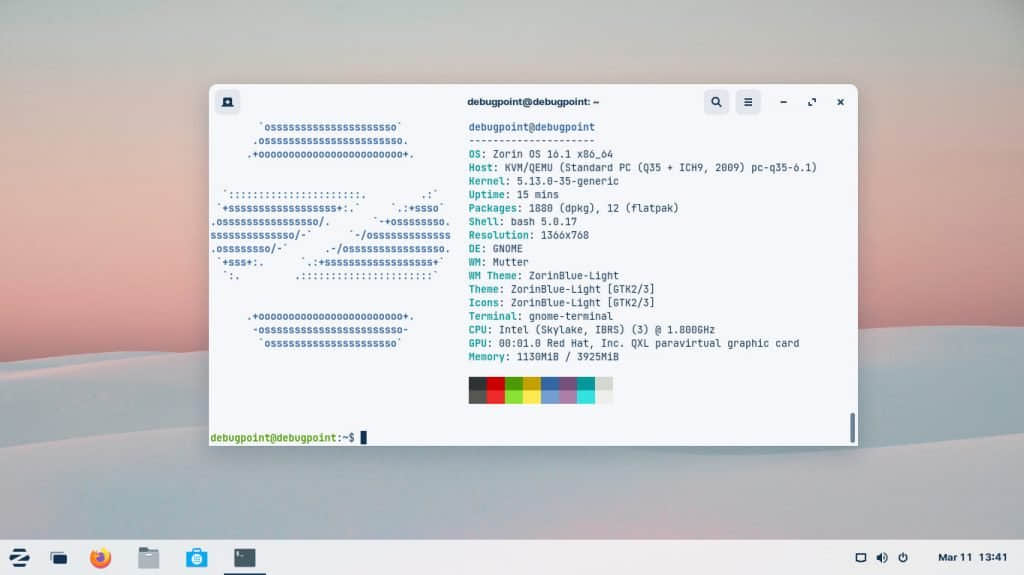 debugpoint@debugpoint: ~
`osssssssssssssssssssso`
.osssssssssssssssssssssso.
.+oooooooooooooooooooooooo+.
`::::::::::::::::::::::. .:`
`+ssssssssssssssssss+:.` `.:+ssso`
.ossssssssssssssso/. `-+ossssssso.
ssssssssssssso/-` `-/osssssssssssss
.ossssssso/-` .-/ossssssssssssssso.
`+sss+:. `.:+ssssssssssssssssss+`
`:. .::::::::::::::::::::::`
.+oooooooooooooooooooooooo+.
-osssssssssssssssssssssso-
`osssssssssssssssssssso`
debugpoint@debugpoint
---------------------
OS: Zorin OS 16.1 x86_64
Host: KVM/QEMU (Standard PC (Q35 + ICH9, 2009) pc-q35-6.1)
Kernel: 5.13.0-35-generic
Uptime: 15 mins
Packages: 1880 (dpkg), 12 (flatpak)
Shell: bash 5.0.17
Resolution: 1366x768
DE: GNOME
WM: Mutter
WM Theme: ZorinBlue-Light
Theme: ZorinBlue-Light [GTK2/3]
Icons: ZorinBlue-Light [GTK2/3]
Terminal: gnome-terminal
CPU: Intel (Skylake, IBRS) (3) @ 1.800GHz
GPU: 00:01.0 Red Hat, Inc. QXL paravirtual graphic card
Memory: 1130MiB / 3925MiB
debugpoint@debugpoint:~$
Mar 11 13:41